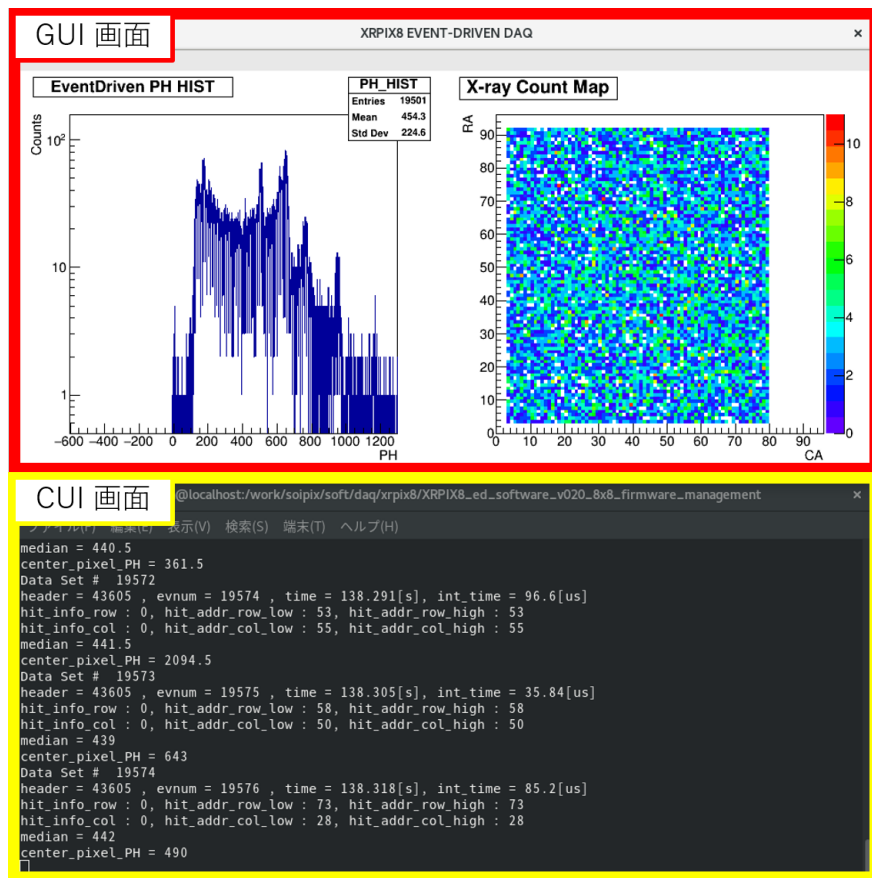 GUI 画面
XRPIX8 EVENT-DRIVEN DAQ
×
EventDriven PH HIST
PH_HIST
Entries 19501
Mean 454.3
Std Dev 224.6
Counts
10²
10
1
−600 −400 −200 0 200 400 600 800 1000 1200
PH
X-ray Count Map
RA
90
80
70
60
50
40
30
20
10
0
0 10 20 30 40 50 60 70 80 90
CA
10
8
6
4
2
0
CUI 画面
@localhost:/work/soipix/soft/daq/xrpix8/XRPIX8_ed_software_v020_8x8_firmware_management
×
ファイル(F) 編集(E) 表示(V) 検索(S) 端末(T) ヘルプ(H)
median = 440.5
center_pixel_PH = 361.5
Data Set #  19572
header = 43605 , evnum = 19574 , time = 138.291[s], int_time = 96.6[us]
hit_info_row : 0, hit_addr_row_low : 53, hit_addr_row_high : 53
hit_info_col : 0, hit_addr_col_low : 55, hit_addr_col_high : 55
median = 441.5
center_pixel_PH = 2094.5
Data Set #  19573
header = 43605 , evnum = 19575 , time = 138.305[s], int_time = 35.84[us]
hit_info_row : 0, hit_addr_row_low : 58, hit_addr_row_high : 58
hit_info_col : 0, hit_addr_col_low : 50, hit_addr_col_high : 50
median = 439
center_pixel_PH = 643
Data Set #  19574
header = 43605 , evnum = 19576 , time = 138.318[s], int_time = 85.2[us]
hit_info_row : 0, hit_addr_row_low : 73, hit_addr_row_high : 73
hit_info_col : 0, hit_addr_col_low : 28, hit_addr_col_high : 28
median = 442
center_pixel_PH = 490